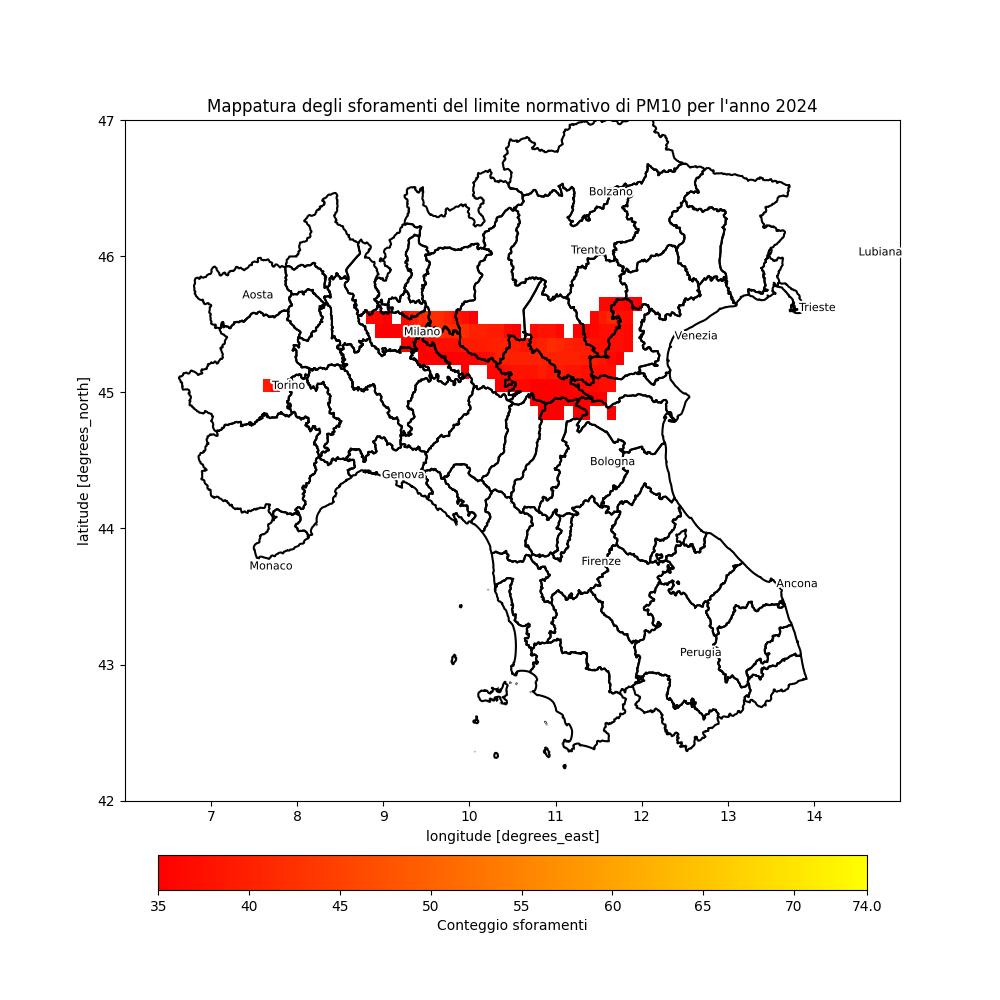 Mappatura degli sforamenti del limite normativo di PM10 per l'anno 2024
47
46
45
44
43
42
latitude [degrees_north]
Bolzano
Trento
Lubiana
Aosta
Trieste
Milano
Venezia
Torino
Bologna
Genova
Firenze
Monaco
Ancona
Perugia
7 8 9 10 11 12 13 14
longitude [degrees_east]
35 40 45 50 55 60 65 70 74.0
Conteggio sforamenti